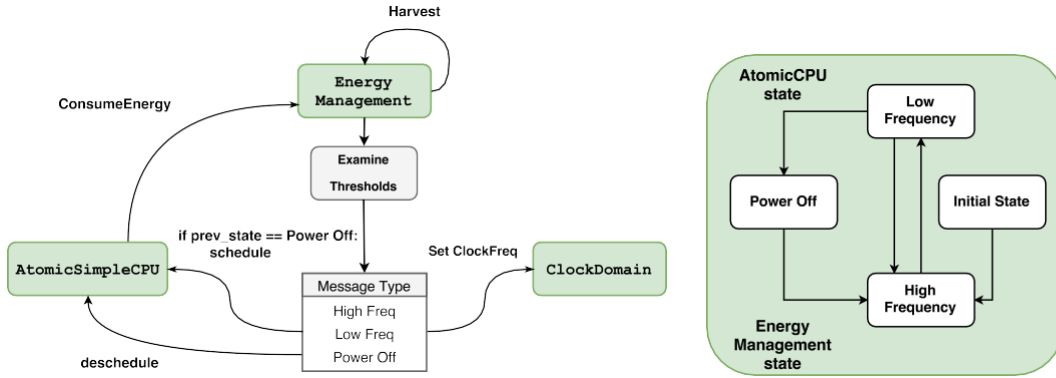 Harvest
Energy
Management
ConsumeEnergy
Examine
Thresholds
if prev_state == Power Off:
schedule
Set ClockFreq
AtomicSimpleCPU
ClockDomain
Message Type
High Freq
Low Freq
Power Off
deschedule
AtomicCPU
state
Low
Frequency
Power Off
Initial State
High
Frequency
Energy
Management
state